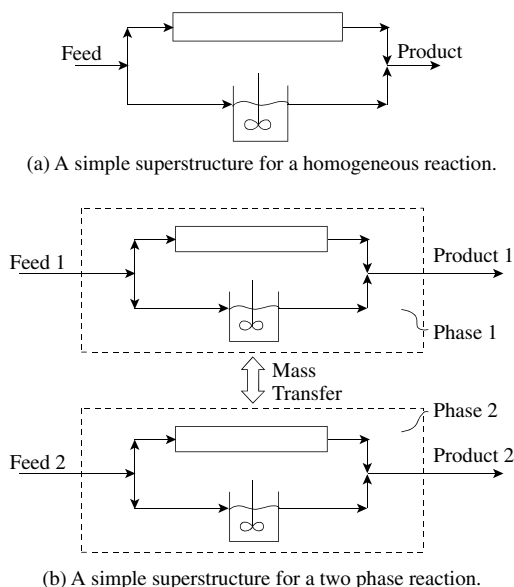 Feed
Product
(a) A simple superstructure for a homogeneous reaction.
Feed 1
Product 1
Phase 1
Mass
Transfer
Phase 2
Feed 2
Product 2
(b) A simple superstructure for a two phase reaction.